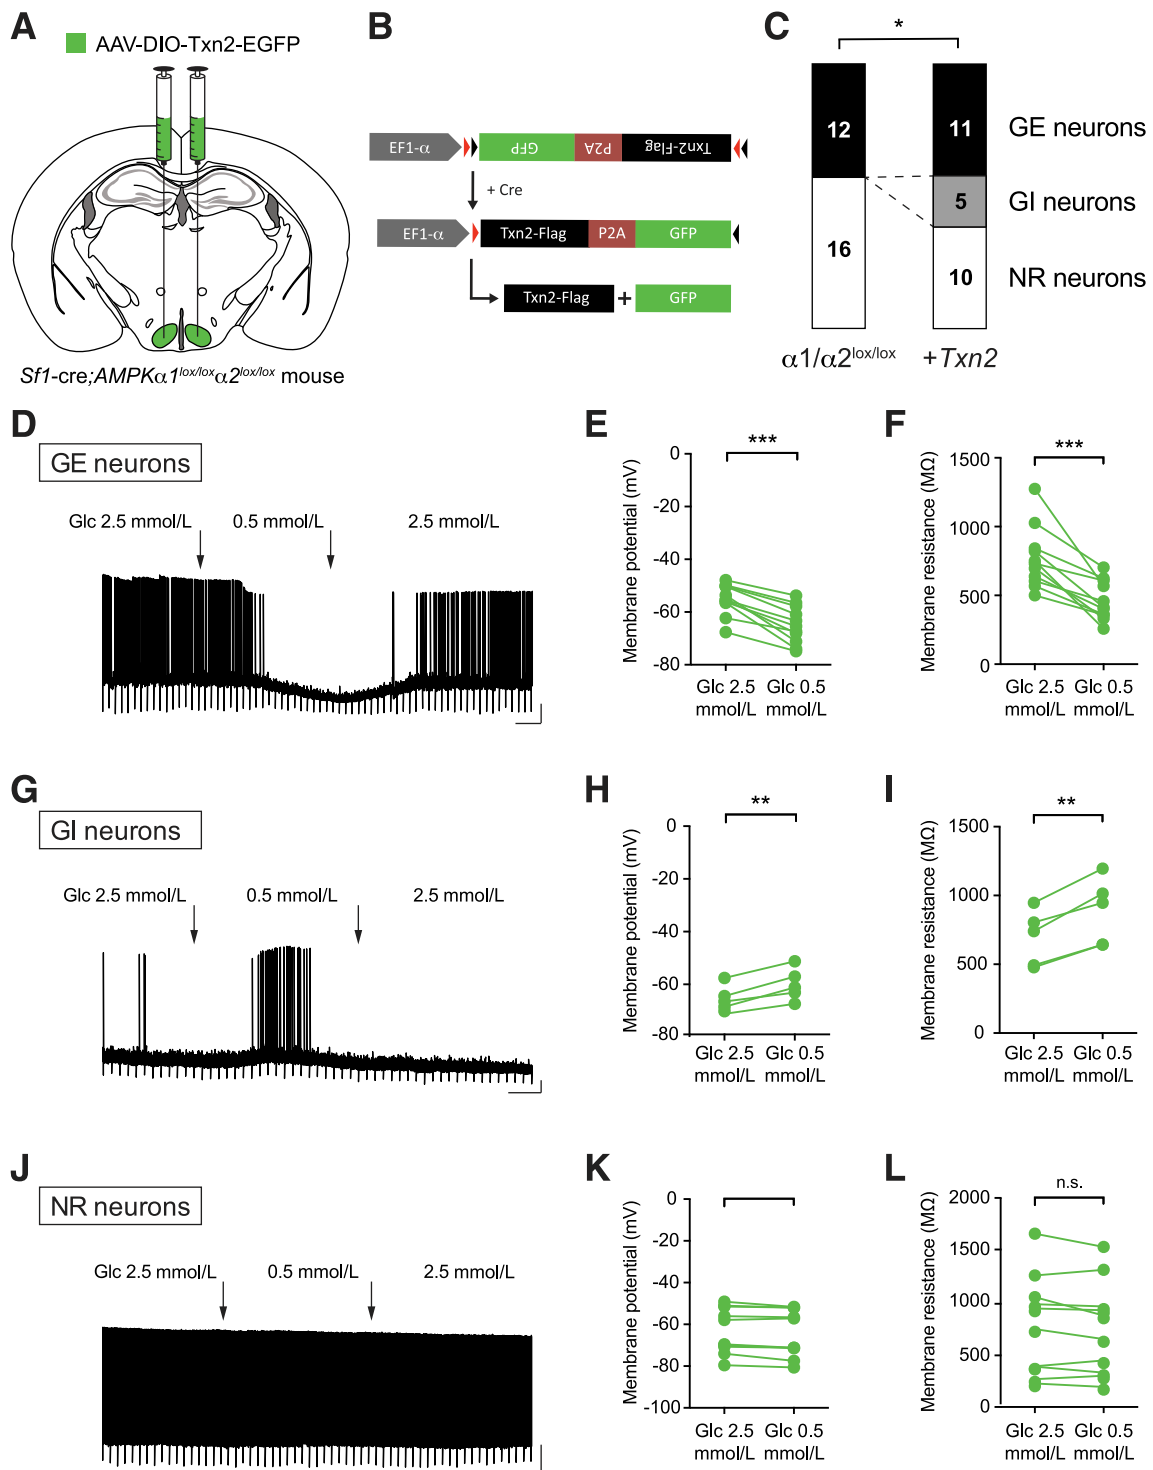 A
AAV-DIO-Txn2-EGFP
Sf1-cre;AMPKα1lox/loxα2lox/lox mouse
B
EF1-α
GFP
P2A
Txn2-Flag
+ Cre
EF1-α
Txn2-Flag
P2A
GFP
Txn2-Flag
+
GFP
C
*
12
11
GE neurons
5
GI neurons
16
10
NR neurons
α1/α2lox/lox
+Txn2
D
GE neurons
Glc 2.5 mmol/L
0.5 mmol/L
2.5 mmol/L
E
Membrane potential (mV)
***
0
-20
-40
-60
-80
Glc 2.5 Glc 0.5
mmol/L mmol/L
F
Membrane resistance (MΩ)
***
1500
1000
500
0
Glc 2.5 Glc 0.5
mmol/L mmol/L
G
GI neurons
Glc 2.5 mmol/L
0.5 mmol/L
2.5 mmol/L
H
Membrane potential (mV)
**
0
-20
-40
-60
-80
Glc 2.5 Glc 0.5
mmol/L mmol/L
I
Membrane resistance (MΩ)
**
1500
1000
500
0
Glc 2.5 Glc 0.5
mmol/L mmol/L
J
NR neurons
Glc 2.5 mmol/L
0.5 mmol/L
2.5 mmol/L
K
Membrane potential (mV)
0
-20
-40
-60
-80
-100
Glc 2.5 Glc 0.5
mmol/L mmol/L
L
Membrane resistance (MΩ)
n.s.
2000
1500
1000
500
0
Glc 2.5 Glc 0.5
mmol/L mmol/L